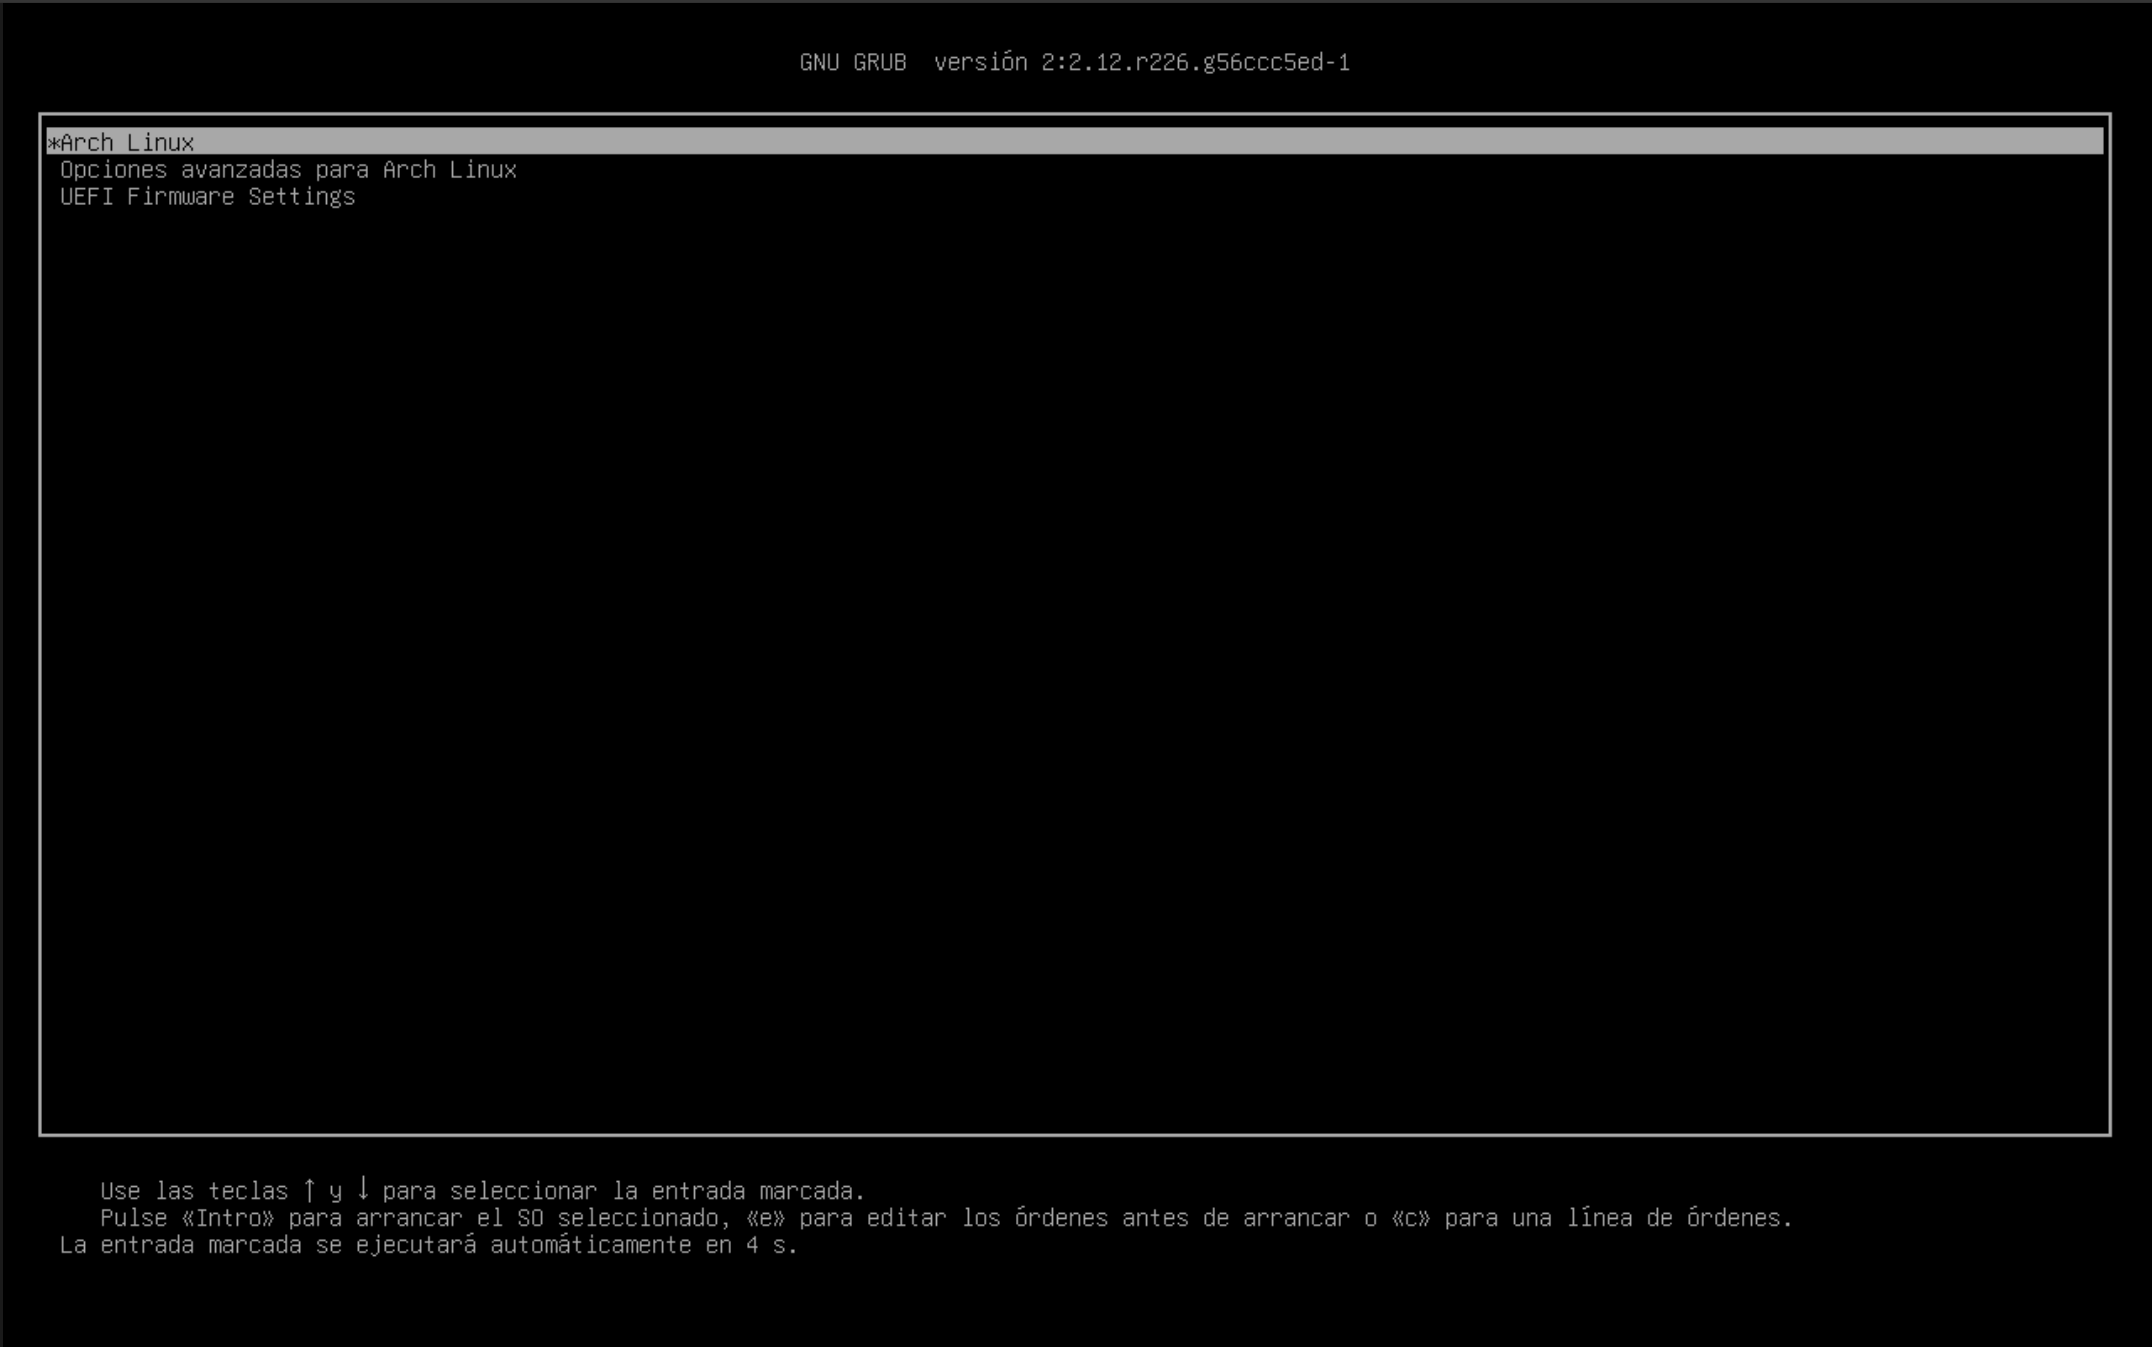 GNU GRUB  versión 2:2.12.r226.g56ccc5ed-1
*Arch Linux
Opciones avanzadas para Arch Linux
UEFI Firmware Settings
Use las teclas ↑ y ↓ para seleccionar la entrada marcada.
Pulse «Intro» para arrancar el SO seleccionado, «e» para editar los órdenes antes de arrancar o «c» para una línea de órdenes.
La entrada marcada se ejecutará automáticamente en 4 s.